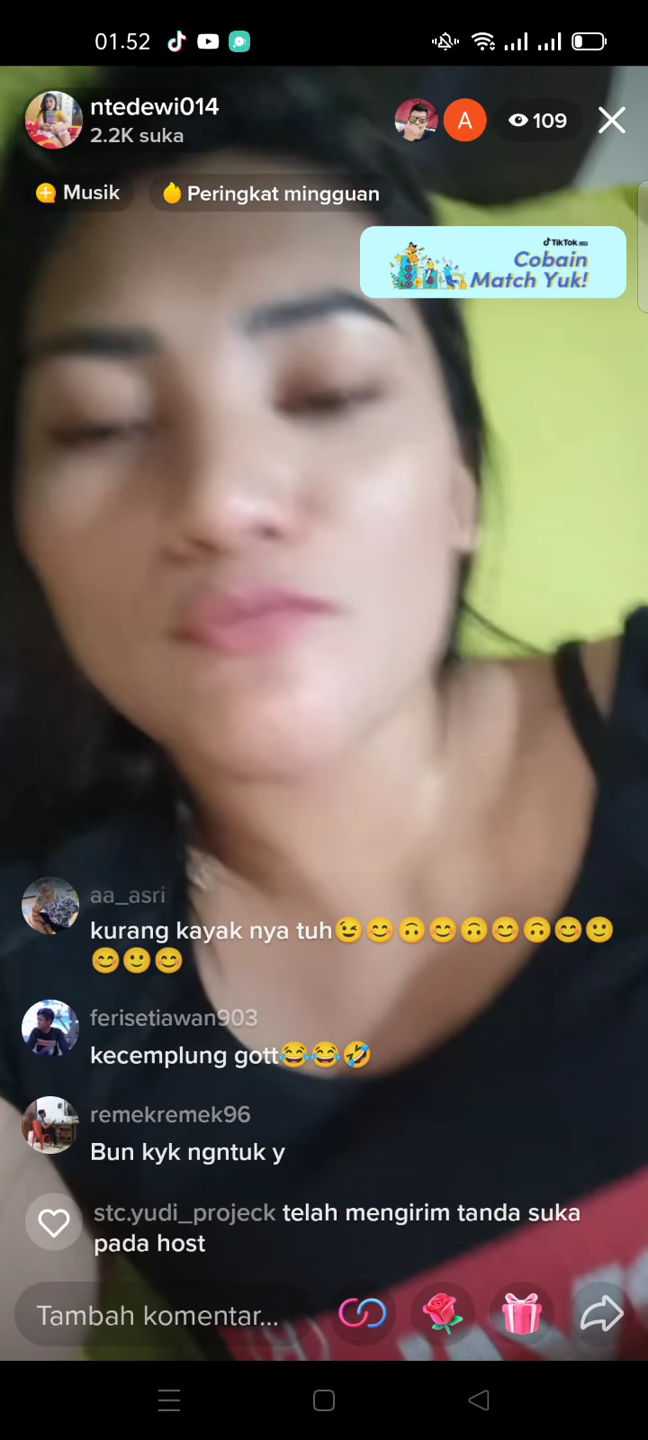 01.52
ntedewi014
2.2K suka
A
109
Musik
Peringkat mingguan
TikTok
Cobain
Match Yuk!
aa_asri
kurang kayak nya tuh😉😊🙃😊🙃😊🙃😊🙂
😊🙂😊
ferisetiawan903
kecemplung gott😂😂🤣
remekremek96
Bun kyk ngntuk y
stc.yudi_projeck telah mengirim tanda suka
pada host
Tambah komentar...